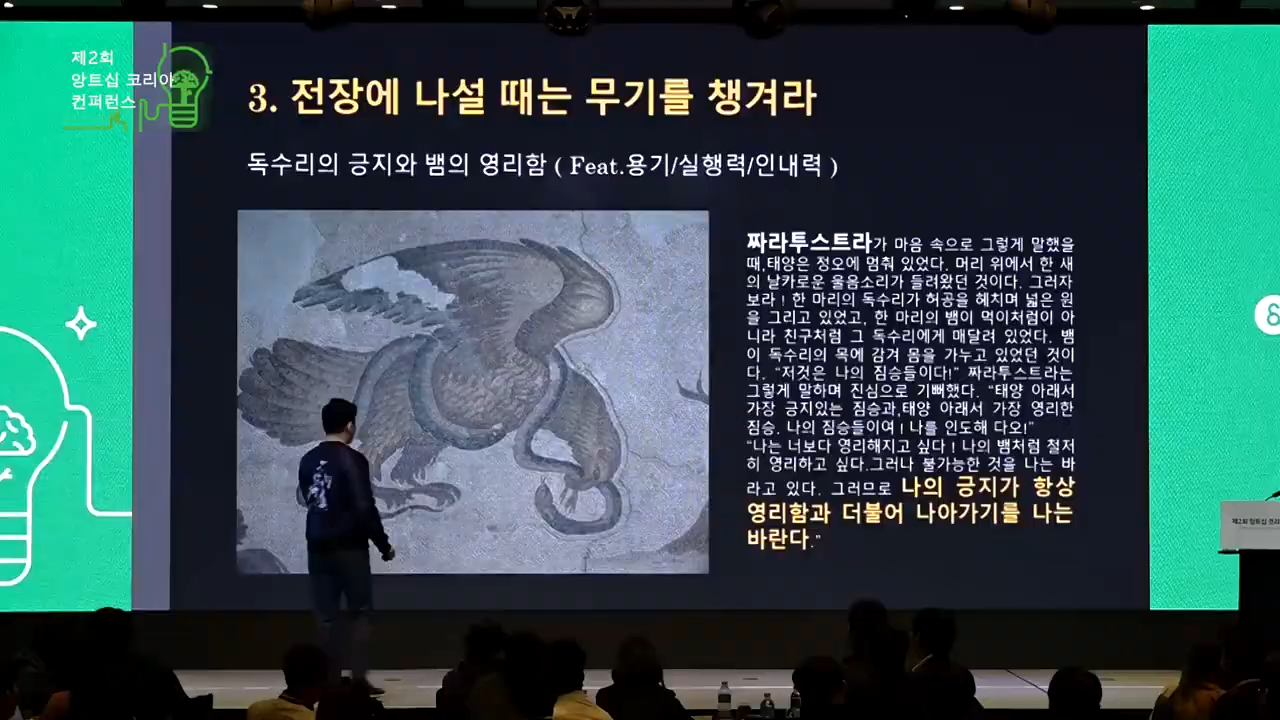 제2회
앙트십 코리아
컨퍼런스
3. 전장에 나설 때는 무기를 챙겨라
독수리의 긍지와 뱀의 영리함 ( Feat.용기/실행력/인내력 )
짜라투스트라가 마음 속으로 그렇게 말했을
때,태양은 정오에 멈춰 있었다. 머리 위에서 한 새
의 날카로운 울음소리가 들려왔던 것이다. 그러자
보라 ! 한 마리의 독수리가 허공을 헤치며 넓은 원
을 그리고 있었고, 한 마리의 뱀이 먹이처럼이 아
니라 친구처럼 그 독수리에게 매달려 있었다. 뱀
이 독수리의 목에 감겨 몸을 가누고 있었던 것이
다. “저것은 나의 짐승들이다!” 짜라투스트라는
그렇게 말하며 진심으로 기뻐했다. “태양 아래서
가장 긍지있는 짐승과,태양 아래서 가장 영리한
짐승. 나의 짐승들이여 ! 나를 인도해 다오!”
“나는 너보다 영리해지고 싶다 ! 나의 뱀처럼 철저
히 영리하고 싶다.그러나 불가능한 것을 나는 바
라고 있다. 그러므로 나의 긍지가 항상
영리함과 더불어 나아가기를 나는
바란다.”